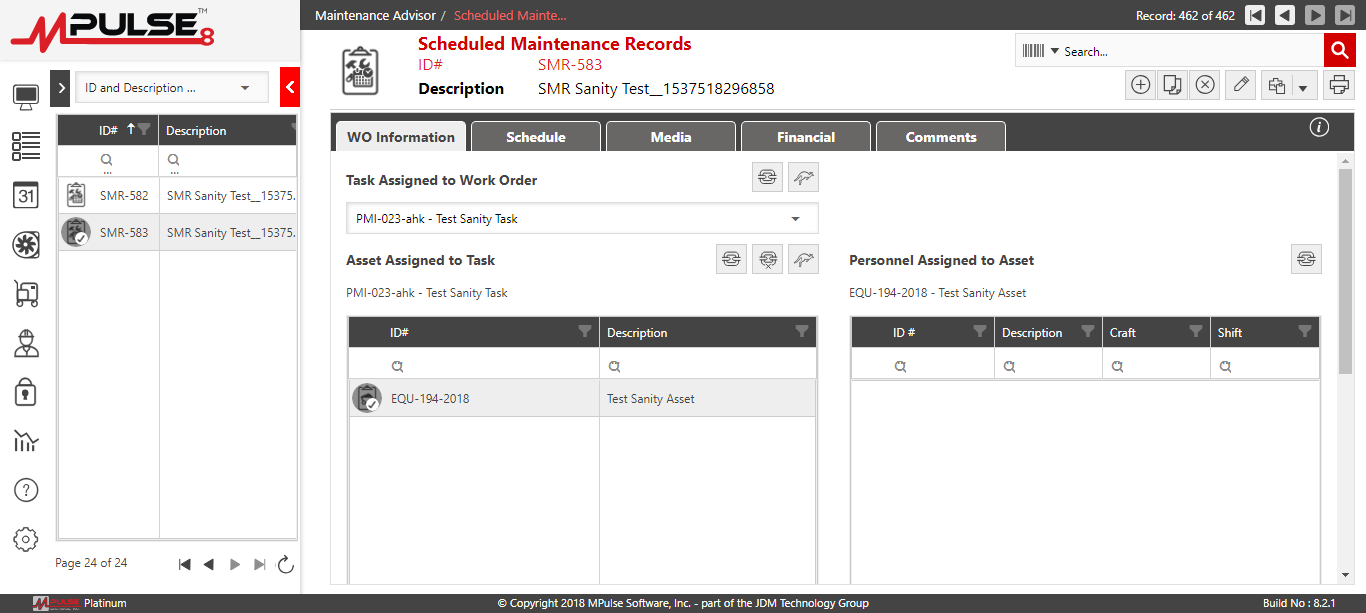 MPULSE 8 ™
Maintenance Advisor / Scheduled Mainte...
Record: 462 of 462
Scheduled Maintenance Records
ID# SMR-583
Description SMR Sanity Test__1537518296858
Search...
ID and Description ...
ID# Description
...
...
SMR-582 SMR Sanity Test__15375.
SMR-583 SMR Sanity Test__15375.
31
?
Page 24 of 24
WO Information Schedule Media Financial Comments
i
Task Assigned to Work Order
PMI-023-ahk - Test Sanity Task
Asset Assigned to Task
PMI-023-ahk - Test Sanity Task
ID# Description
EQU-194-2018 Test Sanity Asset
Personnel Assigned to Asset
EQU-194-2018 - Test Sanity Asset
ID # Description Craft Shift
MPULSE Platinum
© Copyright 2018 MPulse Software, Inc. - part of the JDM Technology Group
Build No : 8.2.1